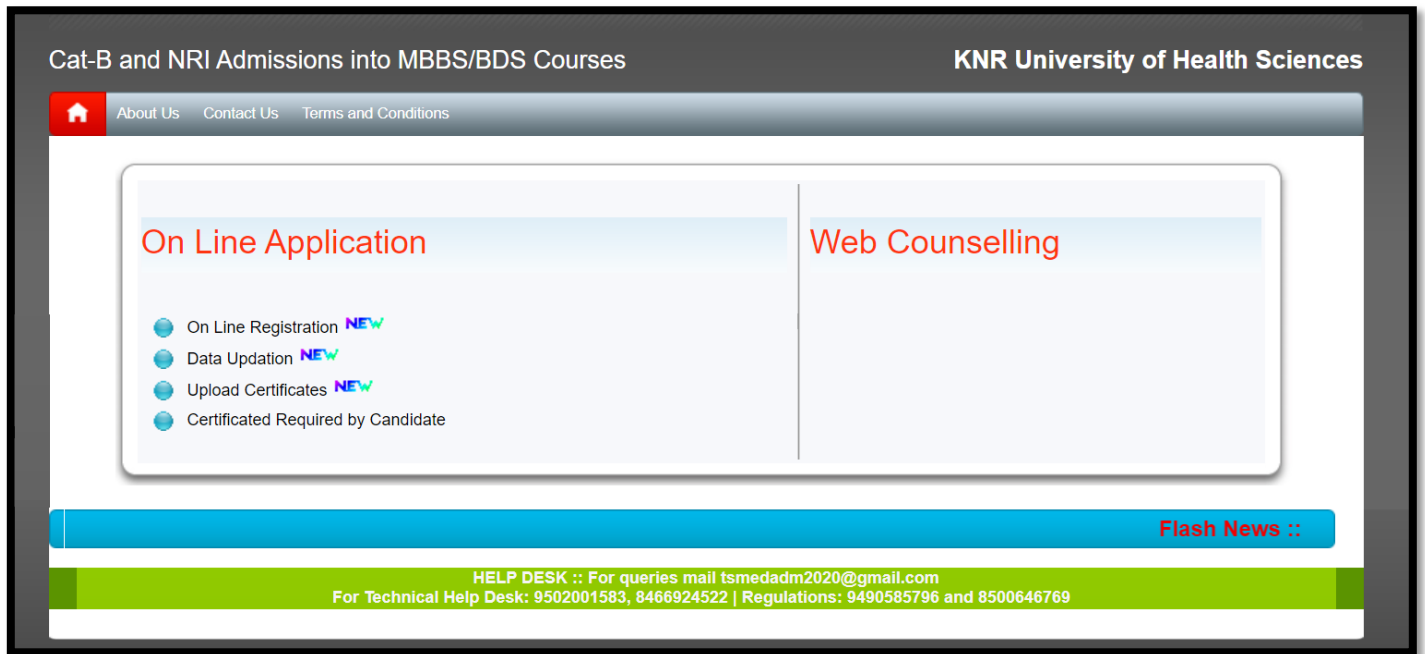 Cat-B and NRI Admissions into MBBS/BDS Courses
KNR University of Health Sciences
About Us Contact Us Terms and Conditions
On Line Application
On Line Registration NEW
Data Updation NEW
Upload Certificates NEW
Certificated Required by Candidate
Web Counselling
Flash News ::
HELP DESK :: For queries mail tsmedadm2020@gmail.com
For Technical Help Desk: 9502001583, 8466924522 | Regulations: 9490585796 and 8500646769